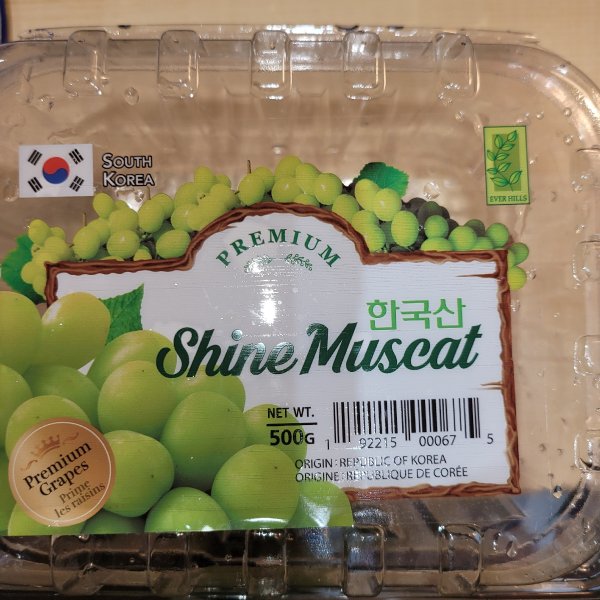 SOUTH
KOREA
EVER HILLS
PREMIUM
한국산
Shine Muscat
NET WT.
500G
1 92215 00067 5
ORIGIN : REPUBLIC OF KOREA
ORIGINE : RÉPUBLIQUE DE CORÉE
Premium
Grapes
Prime
les raisins